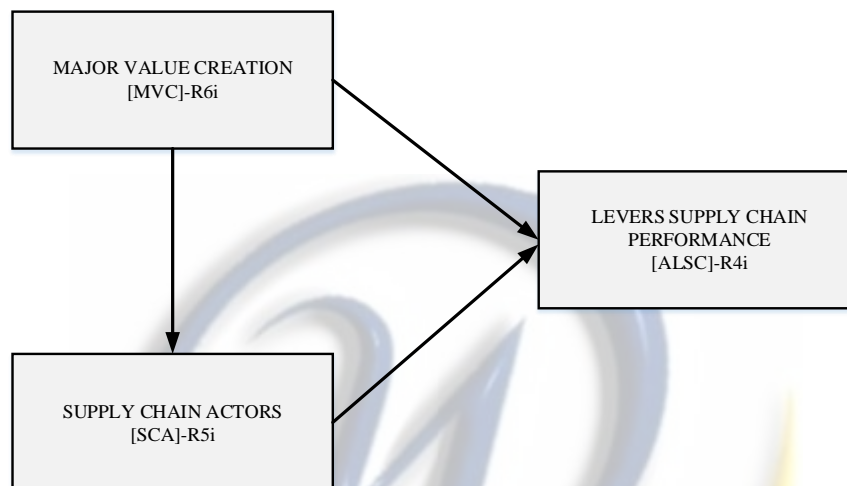 MAJOR VALUE CREATION
[MVC]-R6i
LEVERS SUPPLY CHAIN
PERFORMANCE
[ALSC]-R4i
SUPPLY CHAIN ACTORS
[SCA]-R5i